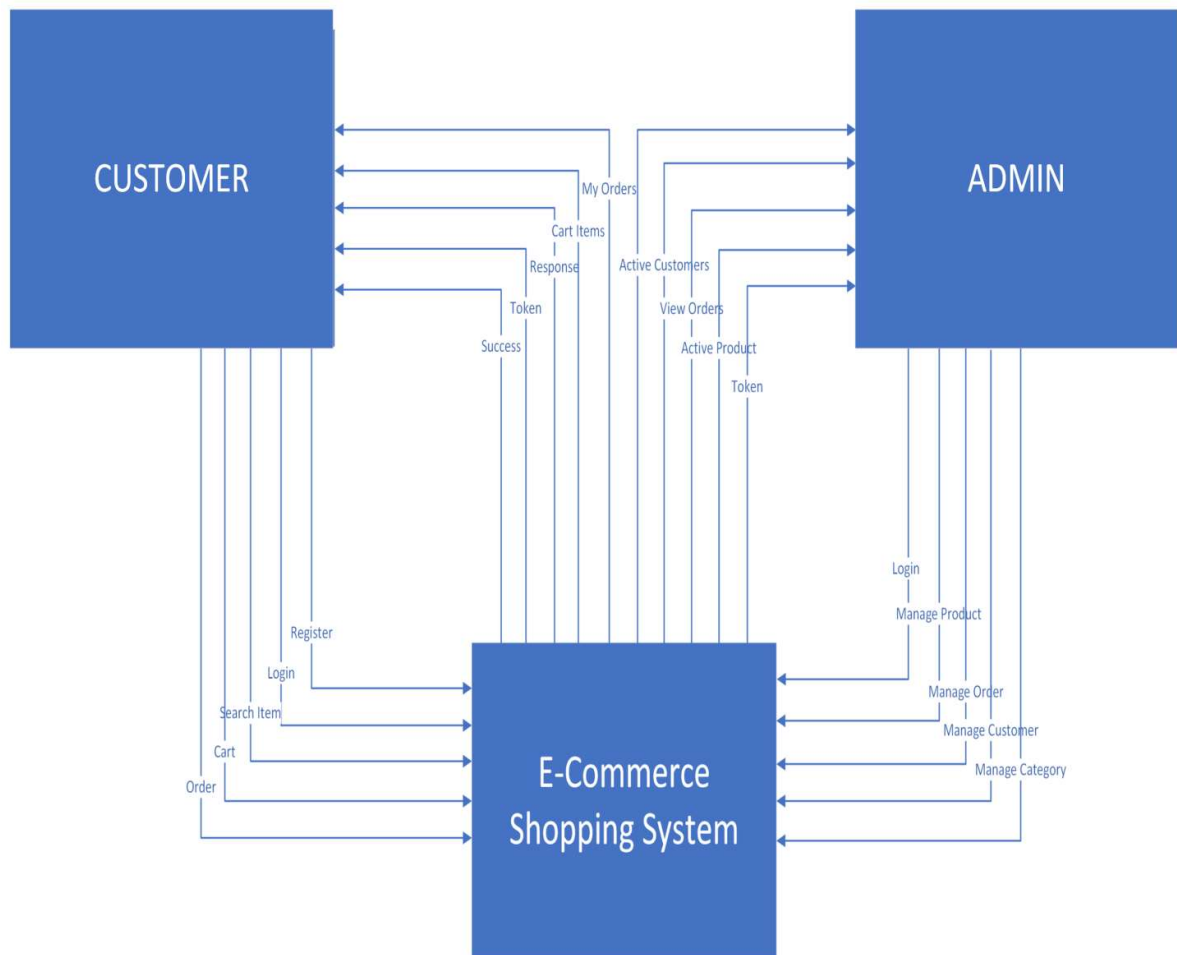 CUSTOMER
ADMIN
My Orders
Cart Items
Response
Token
Success
Active Customers
View Orders
Active Product
Token
Register
Login
Search Item
Cart
Order
Login
Manage Product
Manage Order
Manage Customer
Manage Category
E-Commerce
Shopping System